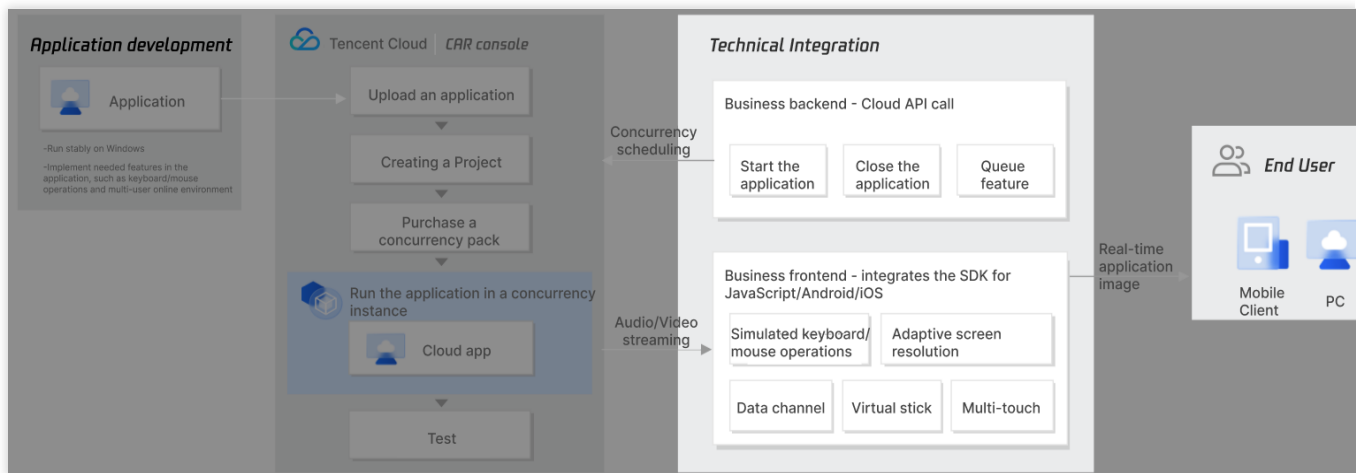 Application development
Application
-Run stably on Windows
-Implement needed features in the
application, such as keyboard/mouse
operations and multi-user online environment
Tencent Cloud | CAR console
Upload an application
Creating a Project
Purchase a
concurrency pack
Run the application in a concurrency
instance
Cloud app
Test
Concurrency
scheduling
Audio/Video
streaming
Technical Integration
Business backend - Cloud API call
Start the
application
Close the
application
Queue
feature
Business frontend - integrates the SDK for
JavaScript/Android/iOS
Simulated keyboard/
mouse operations
Adaptive screen
resolution
Data channel
Virtual stick
Multi-touch
Real-time
application
image
End User
Mobile
Client
PC